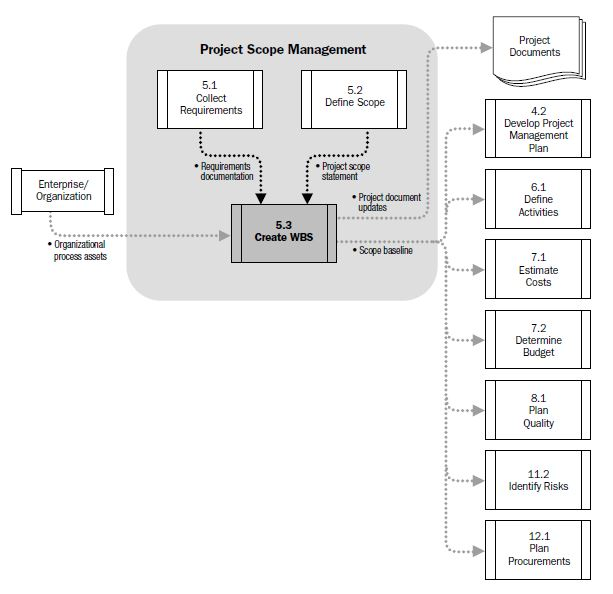 Project Scope Management
5.1
Collect
Requirements
5.2
Define Scope
• Requirements
documentation
• Project scope
statement
Enterprise/
Organization
• Organizational
process assets
5.3
Create WBS
• Project document
updates
• Scope baseline
Project
Documents
4.2
Develop Project
Management
Plan
6.1
Define
Activities
7.1
Estimate
Costs
7.2
Determine
Budget
8.1
Plan
Quality
11.2
Identify Risks
12.1
Plan
Procurements